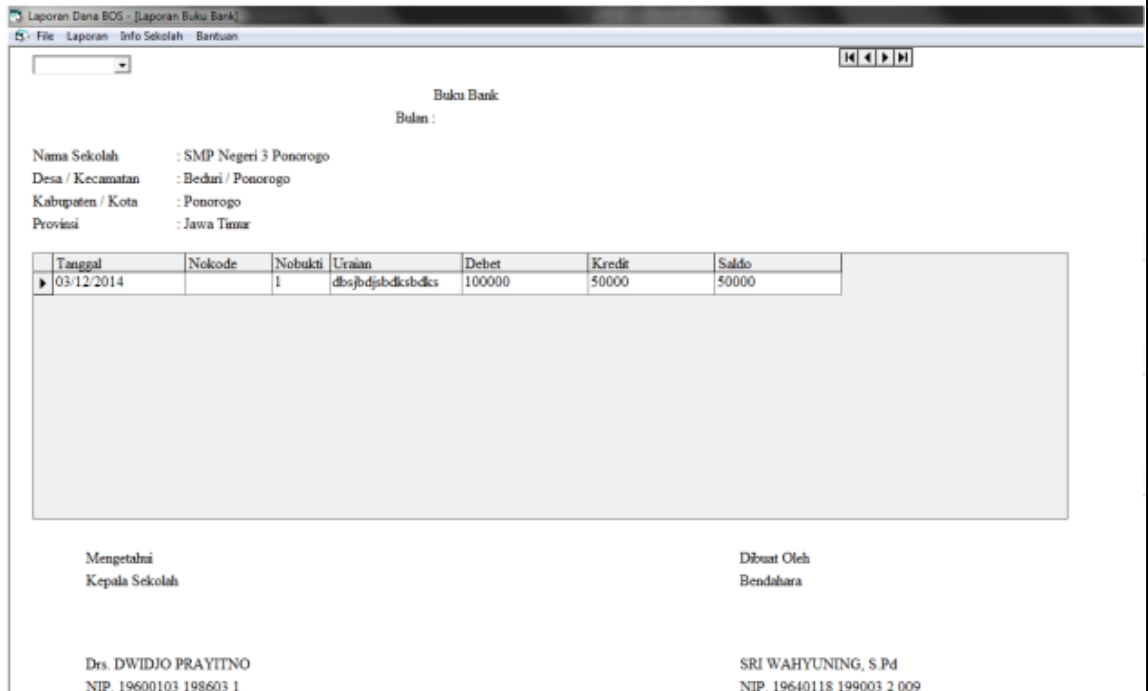 Laporan Dana BOS - [Laporan Buku Bank]
File Laporan Info Sekolah Bantuan
Buku Bank
Bulan :
Nama Sekolah : SMP Negeri 3 Ponorogo
Desa / Kecamatan : Beduri / Ponorogo
Kabupaten / Kota : Ponorogo
Provinsi : Jawa Timur
Tanggal Nokode Nobukti Uraian Debet Kredit Saldo
03/12/2014 1 dbsjbdjsbdksbdks 100000 50000 50000
Mengetahui Dibuat Oleh
Kepala Sekolah Bendahara
Drs. DWIDJO PRAYITNO SRI WAHYUNING, S.Pd
NIP. 19600103 198603 1 NIP. 19640118 199003 2 009